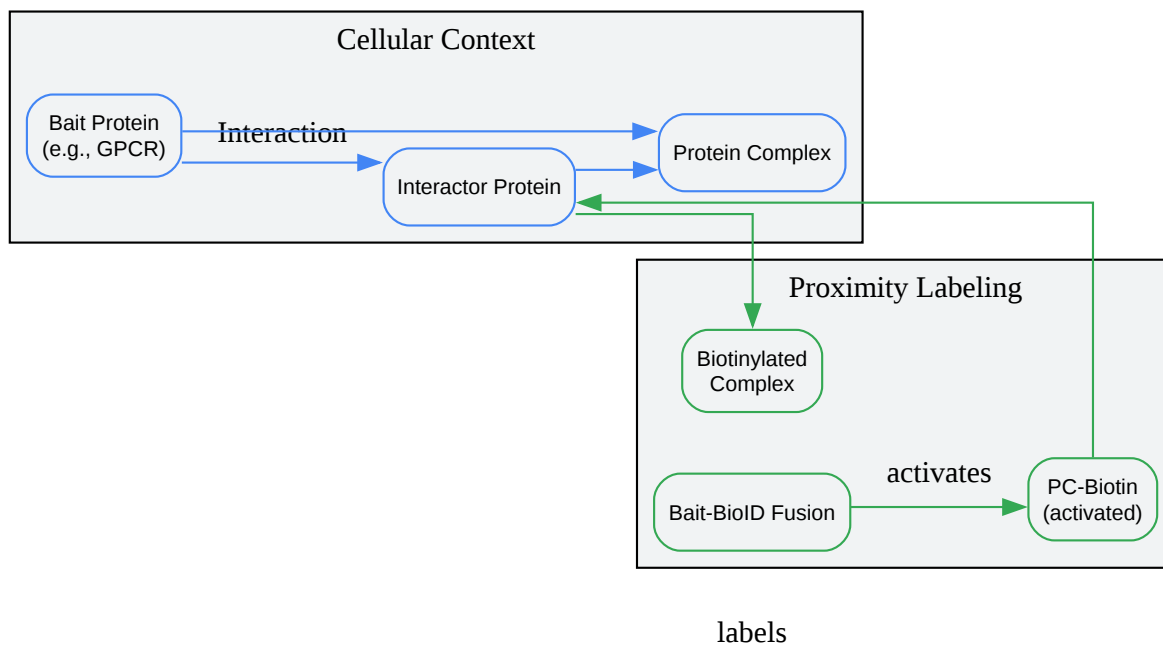 Cellular Context
Bait Protein
(e.g., GPCR)
Interaction
Interactor Protein
Protein Complex
Proximity Labeling
Biotinylated
Complex
Bait-BioID Fusion
activates
PC-Biotin
(activated)
labels